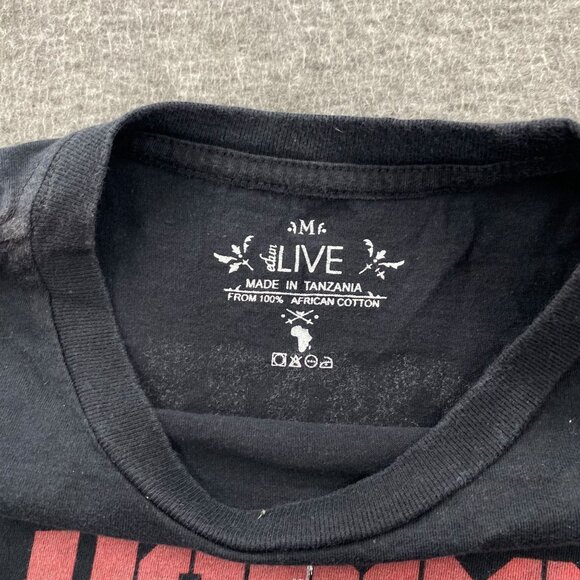 M
edun LIVE
MADE IN TANZANIA
FROM 100% AFRICAN COTTON